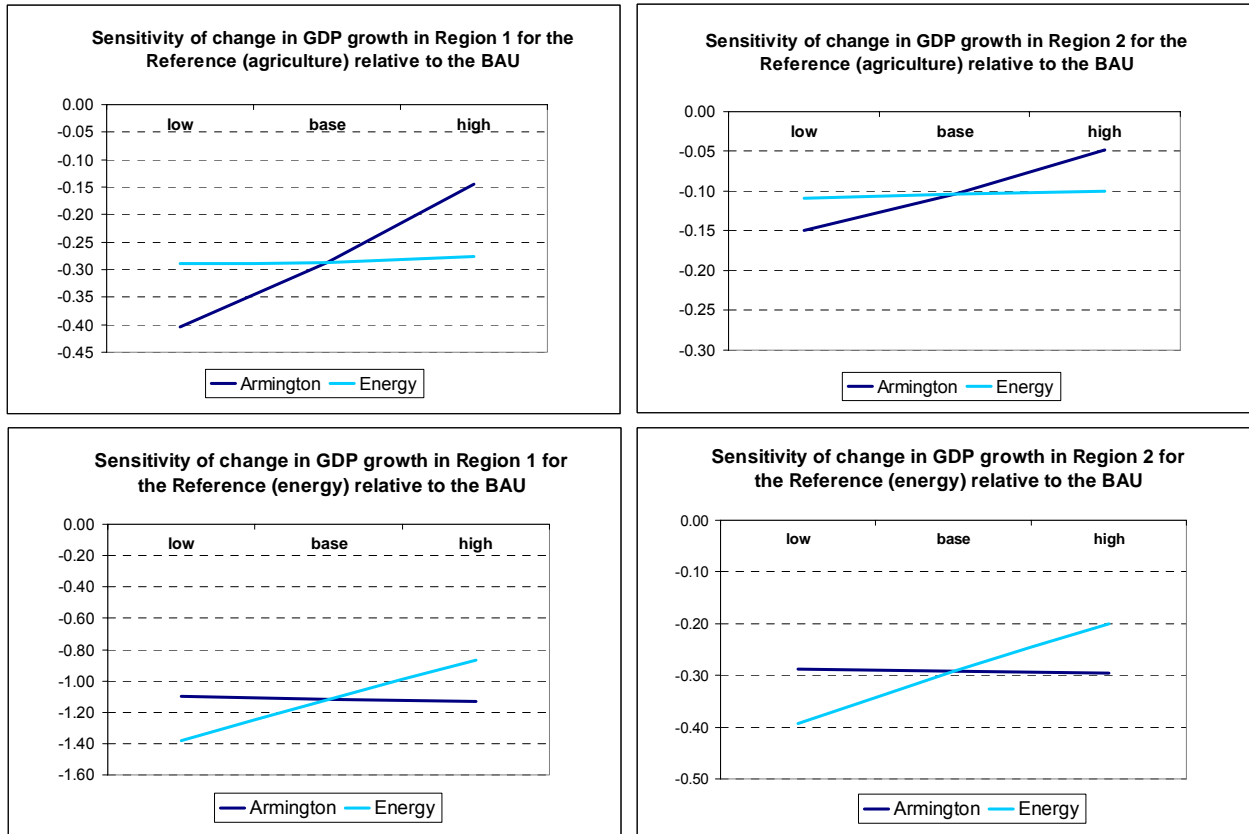 Sensitivity of change in GDP growth in Region 1 for the
Reference (agriculture) relative to the BAU
0.00
low base high
-0.05
-0.10
-0.15
-0.20
-0.25
-0.30
-0.35
-0.40
-0.45
Armington Energy
Sensitivity of change in GDP growth in Region 2 for the
Reference (agriculture) relative to the BAU
0.00
low base high
-0.05
-0.10
-0.15
-0.20
-0.25
-0.30
Armington Energy
Sensitivity of change in GDP growth in Region 1 for
the Reference (energy) relative to the BAU
0.00
low base high
-0.20
-0.40
-0.60
-0.80
-1.00
-1.20
-1.40
-1.60
Armington Energy
Sensitivity of change in GDP growth in Region 2 for
the Reference (energy) relative to the BAU
0.00
low base high
-0.10
-0.20
-0.30
-0.40
-0.50
Armington Energy